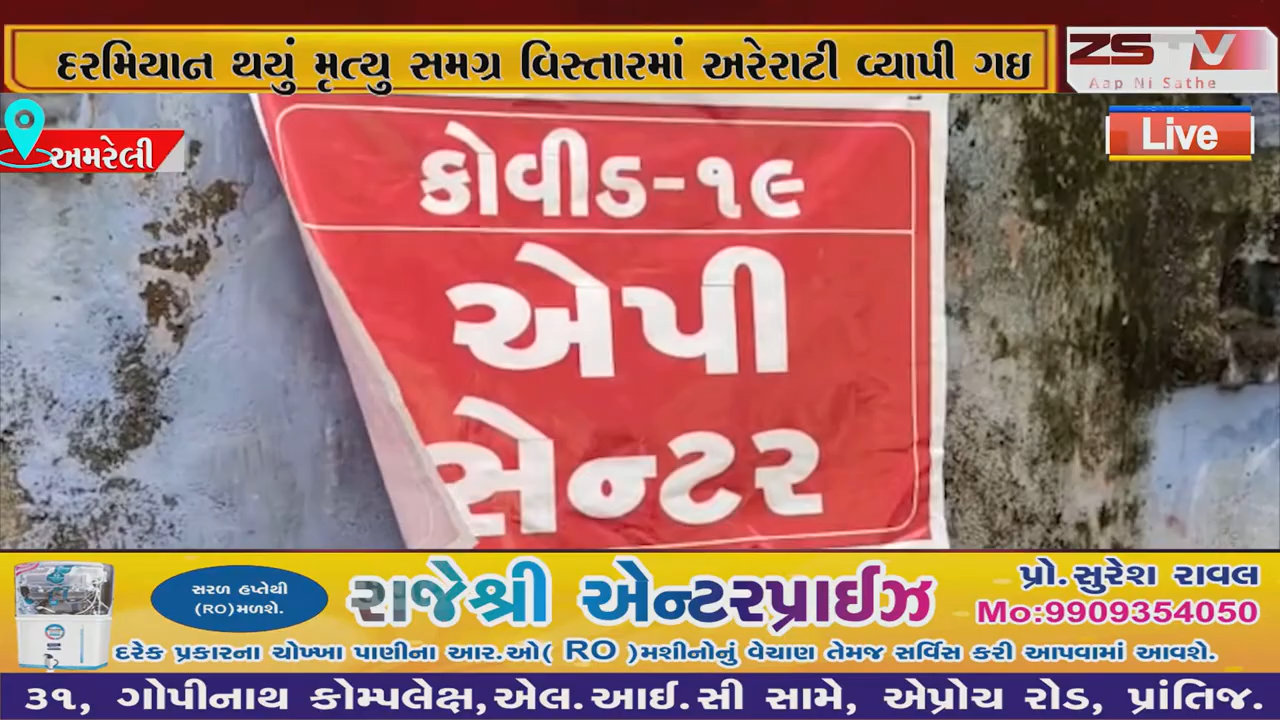 દરમિયાન થયું મૃત્યુ સમગ્ર વિસ્તારમાં અરેરાટી વ્યાપી ગઇ
ZSTV
Aap Ni Sathe
અમરેલી
Live
કોવીડ-૧૯
એપી
સેન્ટર
સરળ હપ્તેથી
(RO)મળશે.
રાજેશ્રી એન્ટરપ્રાઈઝ
પ્રો.સુરેશ રાવલ
Mo:9909354050
દરેક પ્રકારના ચોખ્ખા પાણીના આર.ઓ( RO )મશીનોનું વેચાણ તેમજ સર્વિસ કરી આપવામાં આવશે.
૩૧, ગોપીનાથ કોમ્પલેક્ષ,એલ.આઈ.સી સામે, એપ્રોચ રોડ, પ્રાંતિજ.